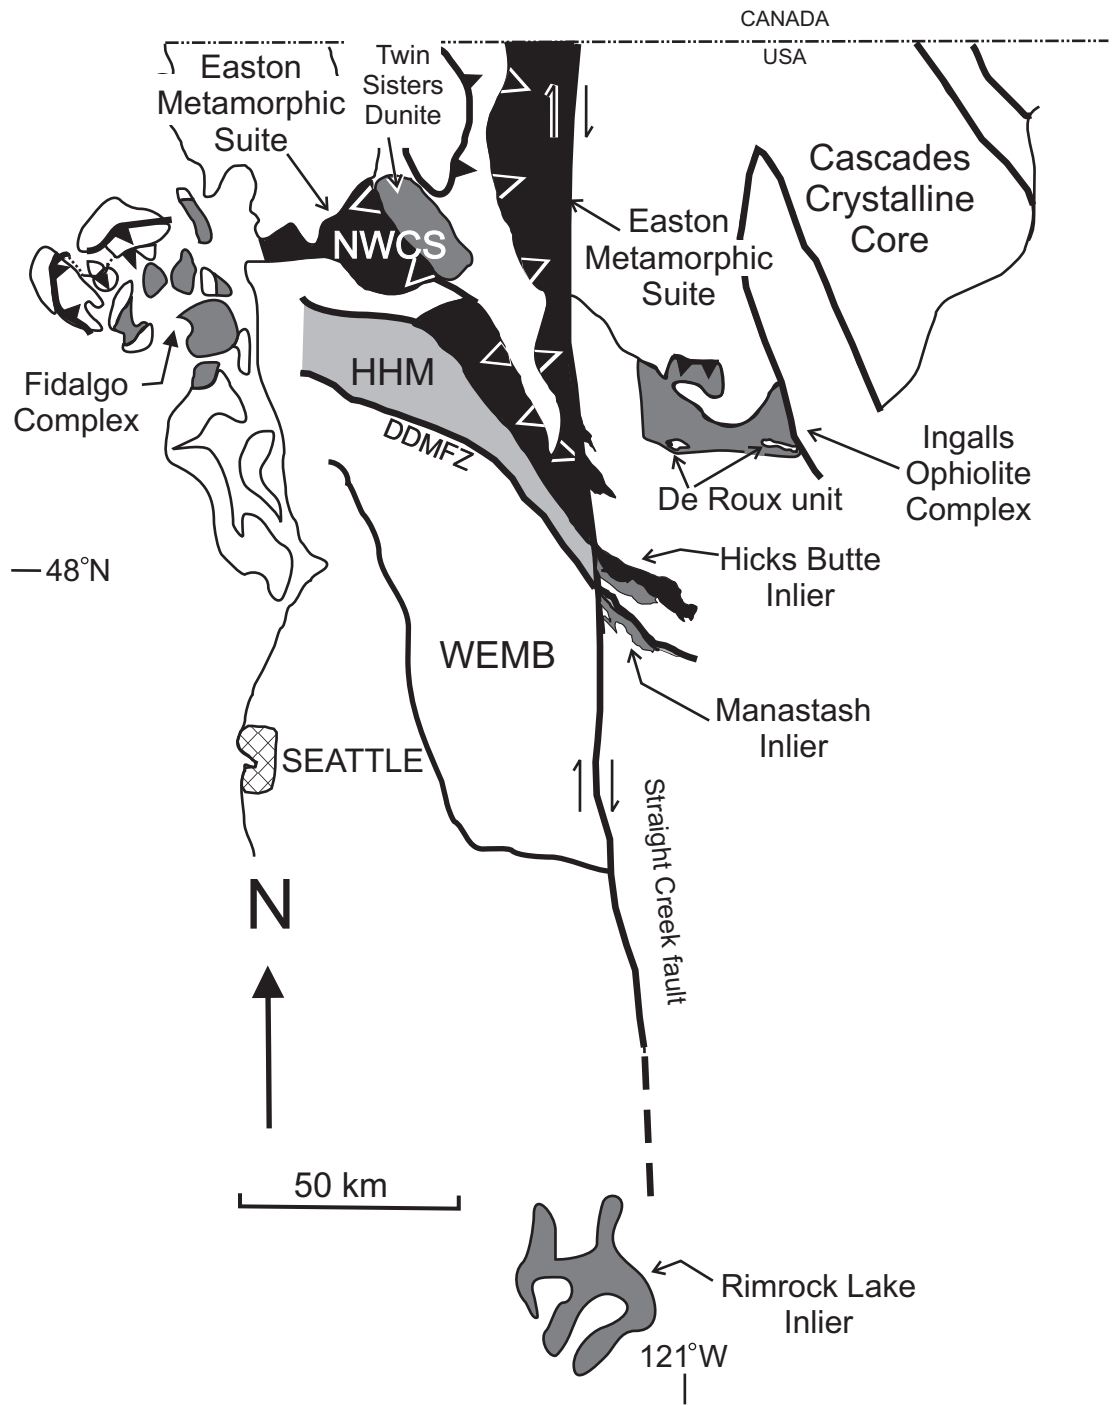 CANADA
USA
Easton
Metamorphic
Suite
Twin
Sisters
Dunite
Cascades
Crystalline
Core
NWCS
Easton
Metamorphic
Suite
HHM
Fidalgo
Complex
DDMFZ
Ingalls
Ophiolite
Complex
De Roux unit
48°N
Hicks Butte
Inlier
WEMB
Manastash
Inlier
SEATTLE
Straight Creek fault
N
50 km
Rimrock Lake
Inlier
121°W